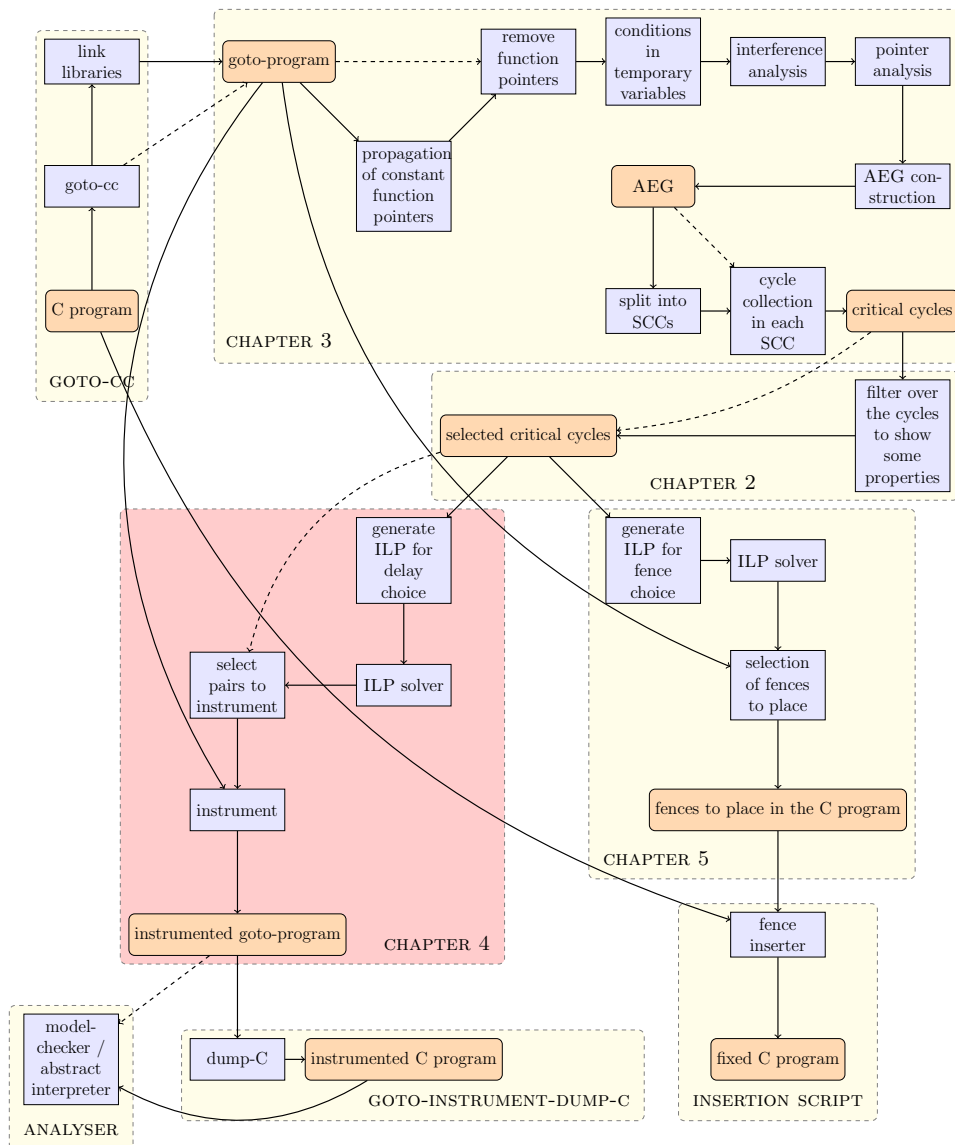 link
libraries
goto-program
remove
function
pointers
conditions
in
temporary
variables
interference
analysis
pointer
analysis
goto-cc
propagation
of constant
function
pointers
AEG
AEG con-
struction
C program
split into
SCCs
cycle
collection
in each
SCC
critical cycles
CHAPTER 3
GOTO-CC
filter over
the cycles
to show
some
properties
selected critical cycles
CHAPTER 2
generate
ILP for
delay
choice
generate
ILP for
fence
choice
ILP solver
select
pairs to
instrument
ILP solver
selection
of fences
to place
instrument
fences to place in the C program
CHAPTER 5
instrumented goto-program
CHAPTER 4
fence
inserter
model-
checker /
abstract
interpreter
dump-C
instrumented C program
fixed C program
ANALYSER
GOTO-INSTRUMENT-DUMP-C
INSERTION SCRIPT